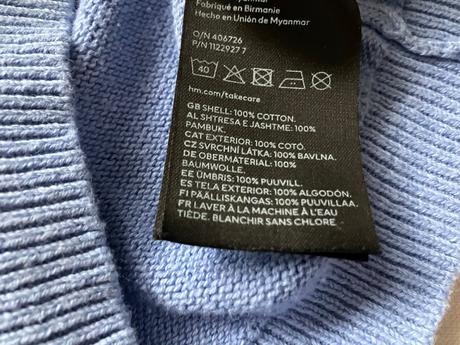 Fabriqué en Birmanie
Hecho en Unión de Myanmar
O/N 406726
P/N 1122927 7
40
hm.com/takecare
GB SHELL: 100% COTTON.
AL SHTRESA E JASHTME: 100%
PAMBUK.
CAT EXTERIOR: 100% COTÓ.
CZ SVRCHNÍ LÁTKA: 100% BAVLNA.
DE OBERMATERIAL: 100%
BAUMWOLLE.
EE ÜMBRIS: 100% PUUVILL.
ES TELA EXTERIOR: 100% ALGODÓN.
FI PÄÄLLISKANGAS: 100% PUUVILLAA.
FR LAVER À LA MACHINE À L'EAU
TIÈDE. BLANCHIR SANS CHLORE.